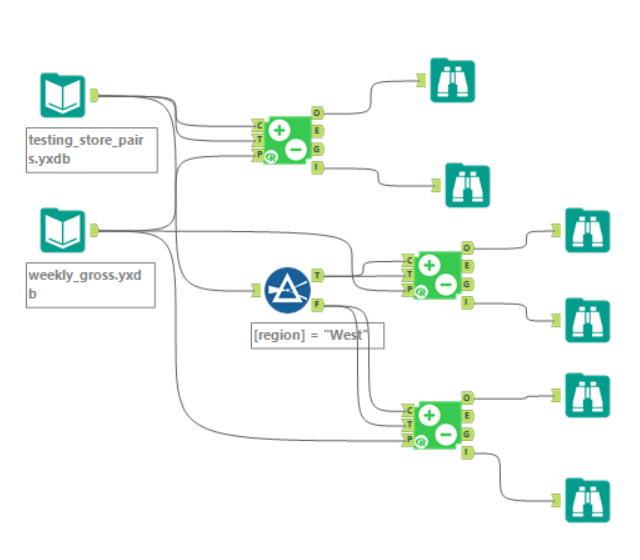 testing_store_pair
s.yxdb
C
T
P
O
E
G
I
weekly_gross.yxd
b
T
F
[region] = "West"
C
T
P
O
E
G
I
C
T
P
O
E
G
I